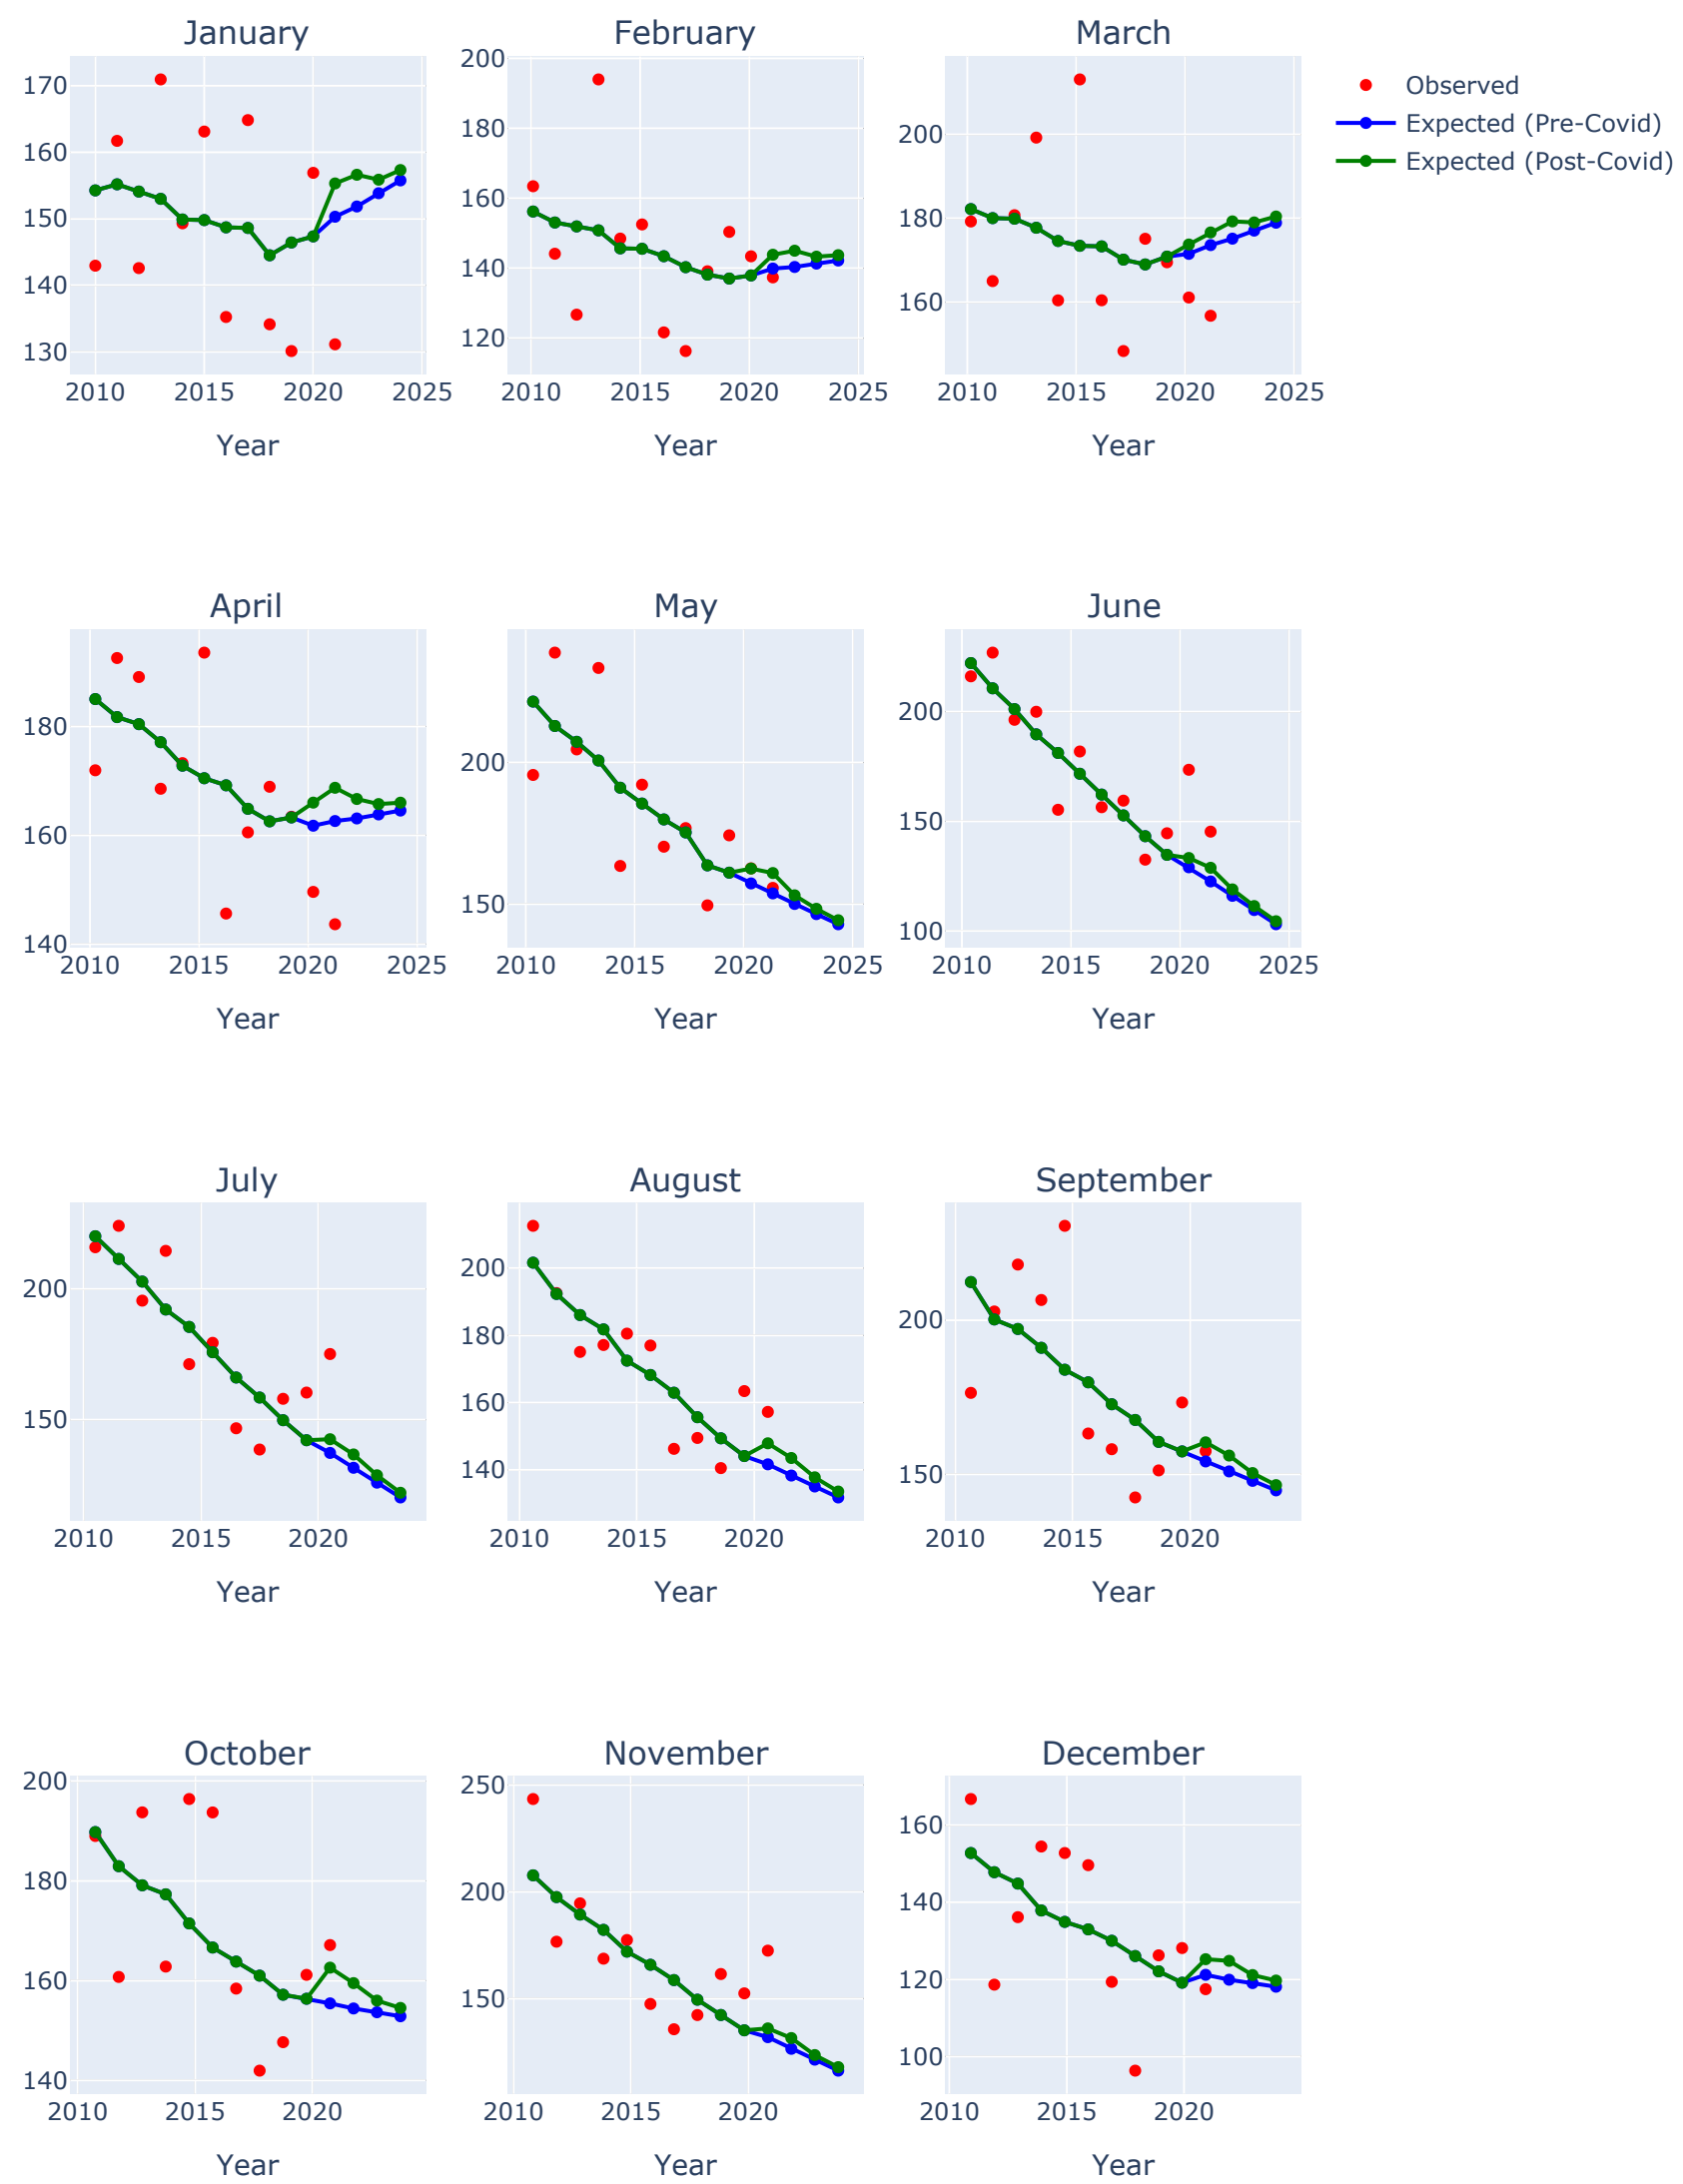 January February March
170 200 200
160 180 180
150 160 160
140 140
130 120
2010 2015 2020 2025 2010 2015 2020 2025 2010 2015 2020 2025
Year Year Year
Observed
Expected (Pre-Covid)
Expected (Post-Covid)
April May June
180 200 200
160 150 150
140 100
2010 2015 2020 2025 2010 2015 2020 2025 2010 2015 2020 2025
Year Year Year
July August September
200 200 200
150 180 150
160
140
2010 2015 2020 2010 2015 2020 2010 2015 2020
Year Year Year
October November December
200 250 160
180 200 140
160 150 120
140 100
2010 2015 2020 2010 2015 2020 2010 2015 2020
Year Year Year